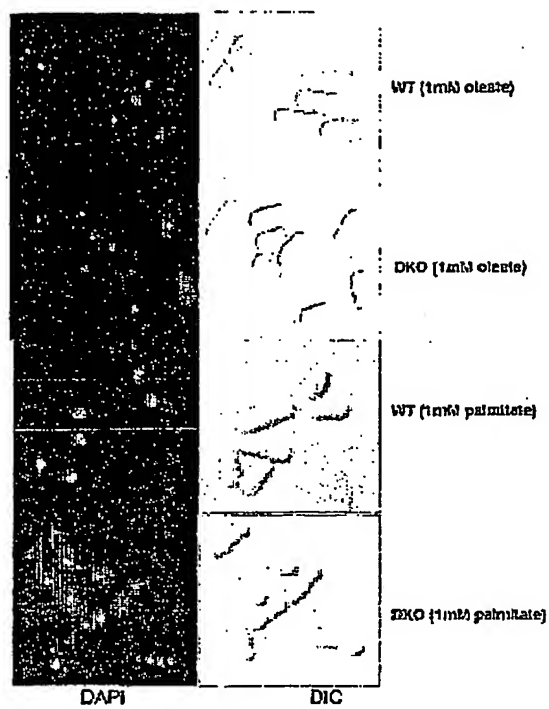 WT (1mM oleate)
DKO (1mM oleate)
WT (1mM palmitate)
DKO (1mM palmitate)
DAPI
DIC